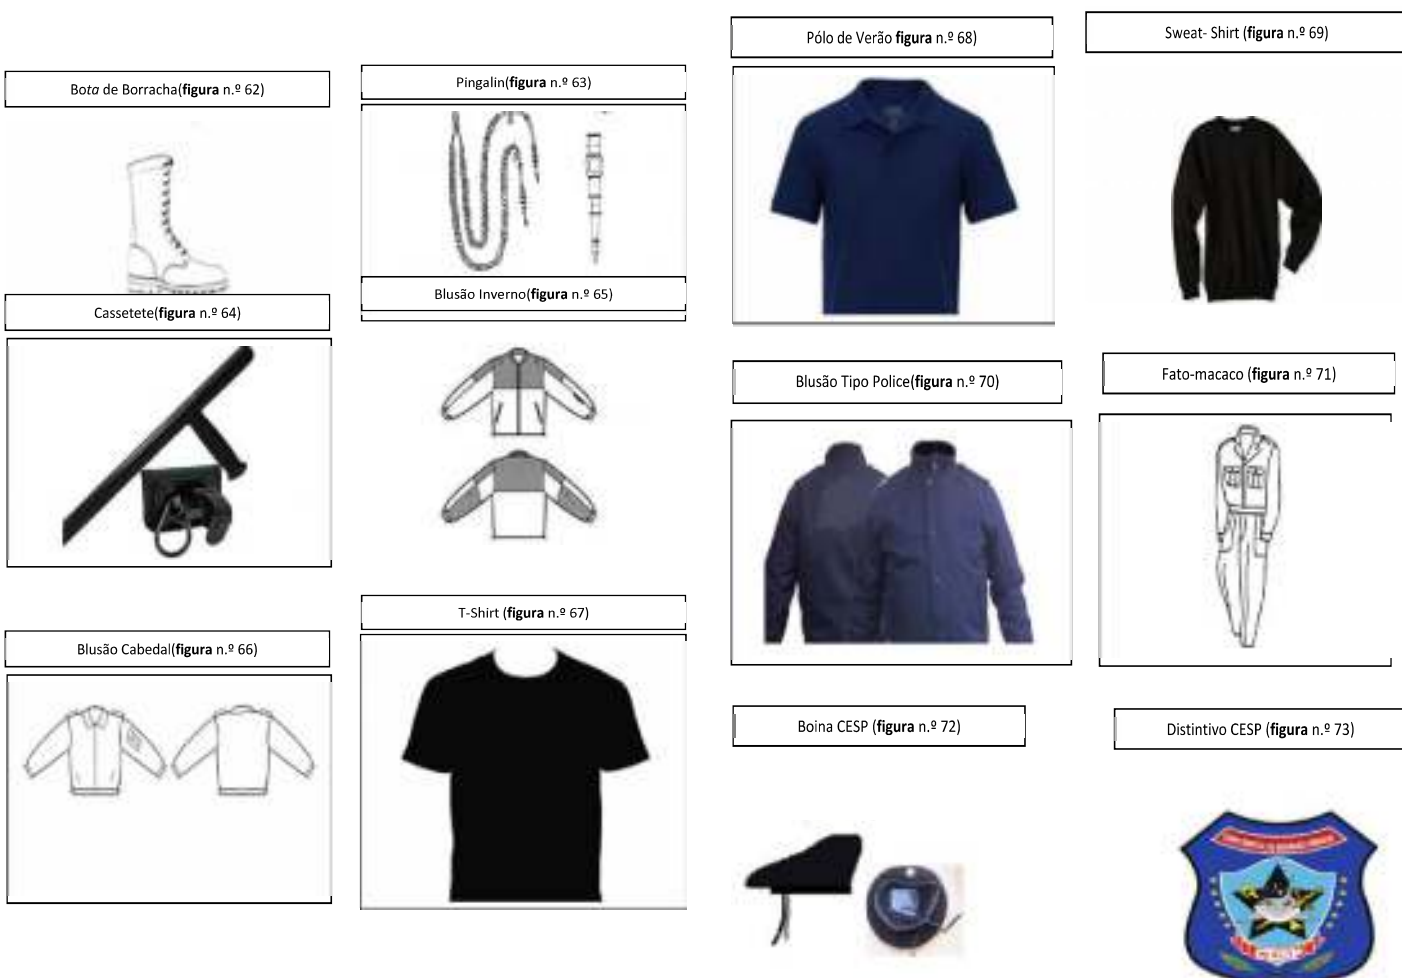 Bota de Borracha(figura n.º 62)
Pingalin(figura n.º 63)
Cassetete(figura n.º 64)
Blusão Inverno(figura n.º 65)
Blusão Cabedal(figura n.º 66)
T-Shirt (figura n.º 67)
Pólo de Verão figura n.º 68)
Sweat- Shirt (figura n.º 69)
Blusão Tipo Police(figura n.º 70)
Fato-macaco (figura n.º 71)
Boina CESP (figura n.º 72)
Distintivo CESP (figura n.º 73)